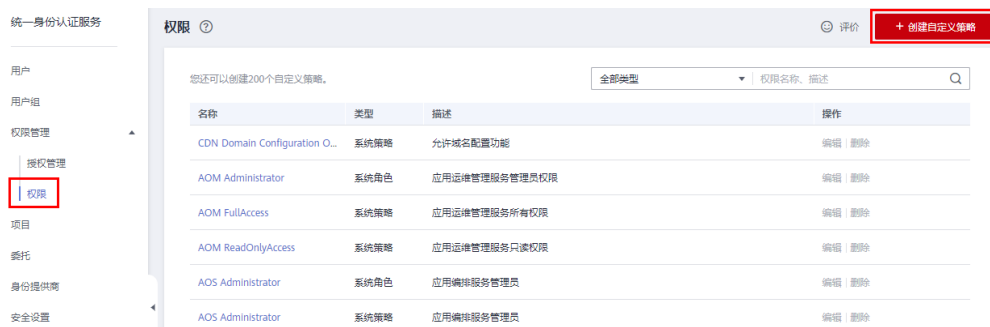 统一身份认证服务
用户
用户组
权限管理
授权管理
权限
项目
委托
身份提供商
安全设置
权限 ?
评价
+ 创建自定义策略
您还可以创建200个自定义策略。
全部类型 权限名称、描述
名称 类型 描述 操作
CDN Domain Configuration O... 系统策略 允许域名配置功能 编辑 | 删除
AOM Administrator 系统角色 应用运维管理服务管理员权限 编辑 | 删除
AOM FullAccess 系统策略 应用运维管理服务所有权限 编辑 | 删除
AOM ReadOnlyAccess 系统策略 应用运维管理服务只读权限 编辑 | 删除
AOS Administrator 系统角色 应用编排服务管理员 编辑 | 删除
AOS Administrator 系统策略 应用编排服务管理员 编辑 | 删除